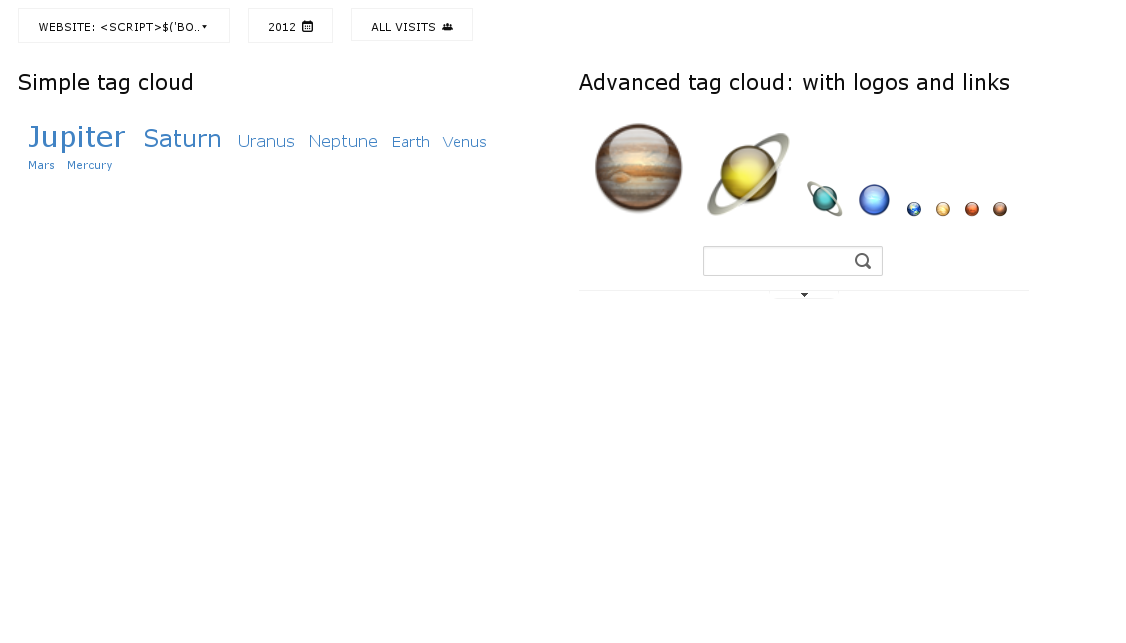 WEBSITE: <SCRIPT>$('BO..
2012
ALL VISITS
Simple tag cloud
Advanced tag cloud: with logos and links
Jupiter Saturn Uranus Neptune Earth Venus
Mars Mercury